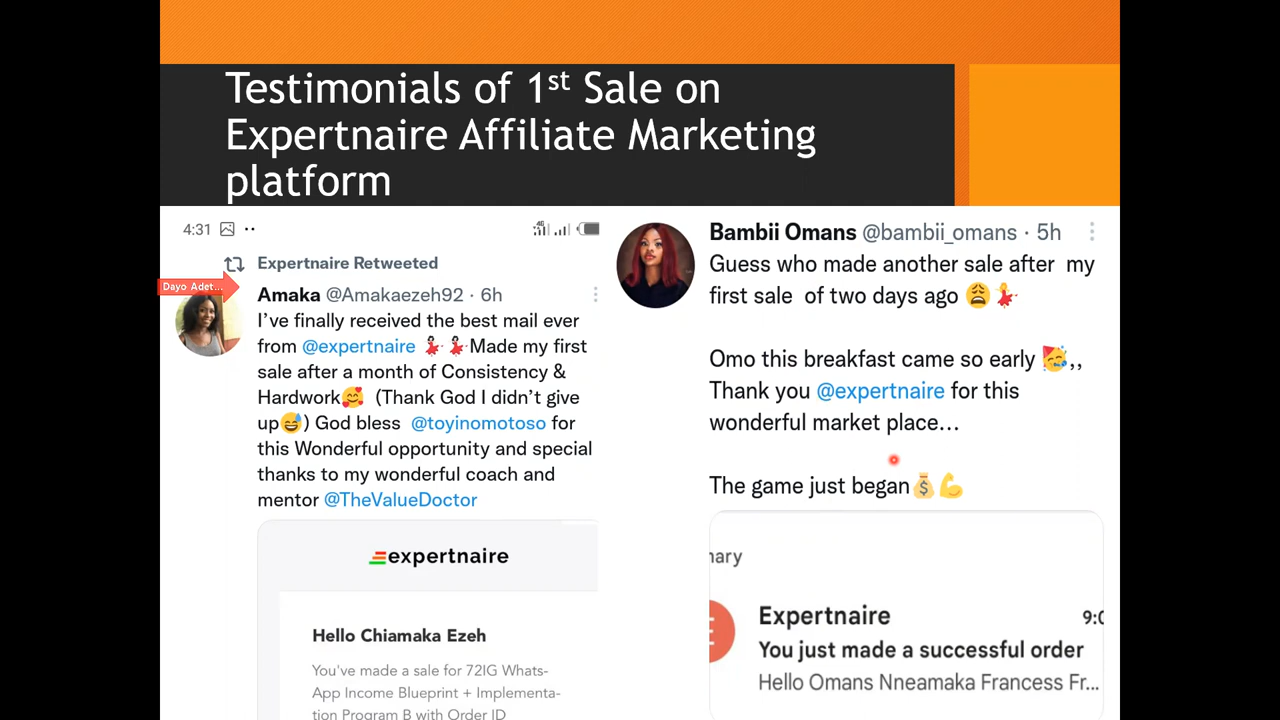 Testimonials of 1st Sale on
Expertnaire Affiliate Marketing
platform
4:31
4G
Expertnaire Retweeted
Dayo Adet...
Amaka @Amakaezeh92 · 6h
I've finally received the best mail ever
from @expertnaire 💃💃Made my first
sale after a month of Consistency &
Hardwork🥰 (Thank God I didn't give
up😅) God bless @toyinomotoso for
this Wonderful opportunity and special
thanks to my wonderful coach and
mentor @TheValueDoctor
expertnaire
Hello Chiamaka Ezeh
You've made a sale for 72IG Whats-
App Income Blueprint + Implementa-
tion Program B with Order ID
Bambii Omans @bambii_omans · 5h
Guess who made another sale after my
first sale of two days ago 😩💃
Omo this breakfast came so early 🥳,,
Thank you @expertnaire for this
wonderful market place...
The game just began💰💪
nary
E
Expertnaire 9:0
You just made a successful order
Hello Omans Nneamaka Francess Fr...